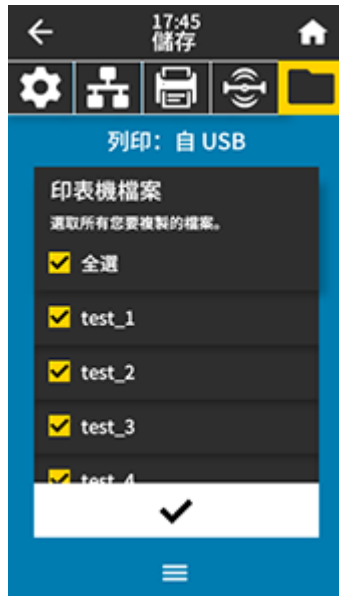 17:45
儲存
列印：自 USB
印表機檔案
選取所有您要複製的檔案。
全選
test_1
test_2
test_3
test_4